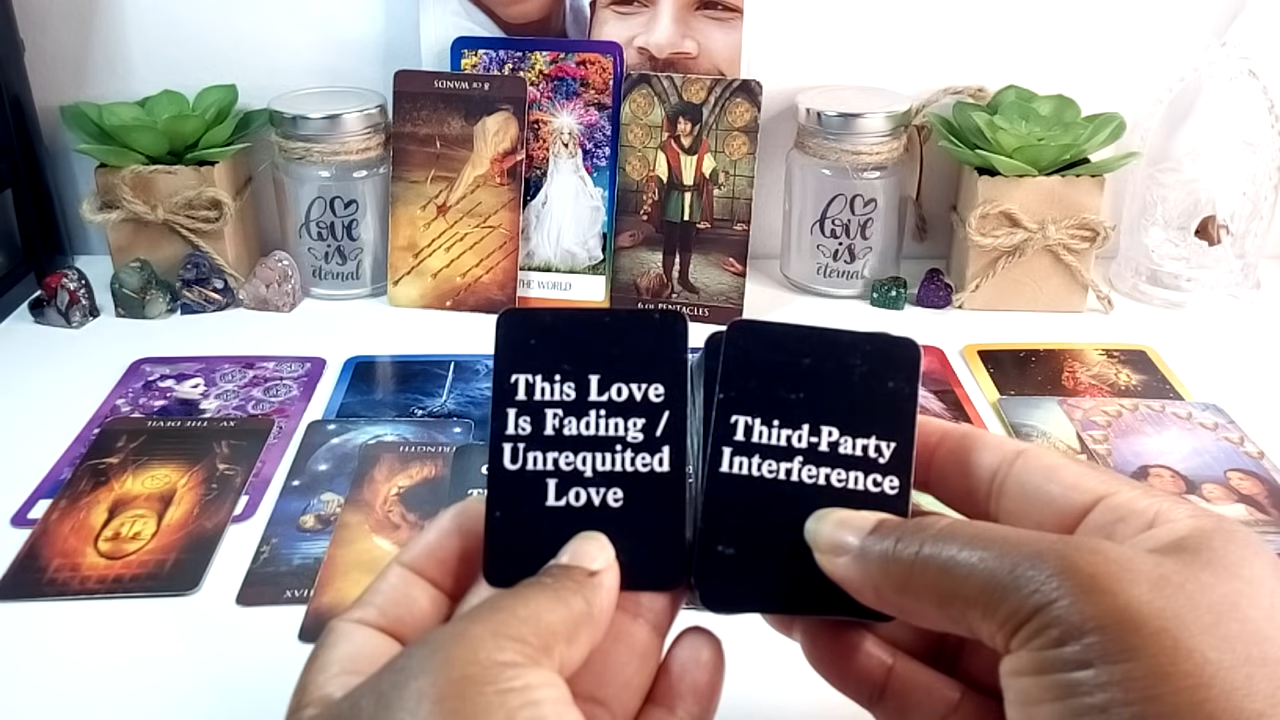 8 OF WANDS
THE WORLD
6 OF PENTACLES
love
is
eternal
love
is
eternal
This Love
Is Fading /
Unrequited
Love
Third-Party
Interference
XV - THE DEVIL